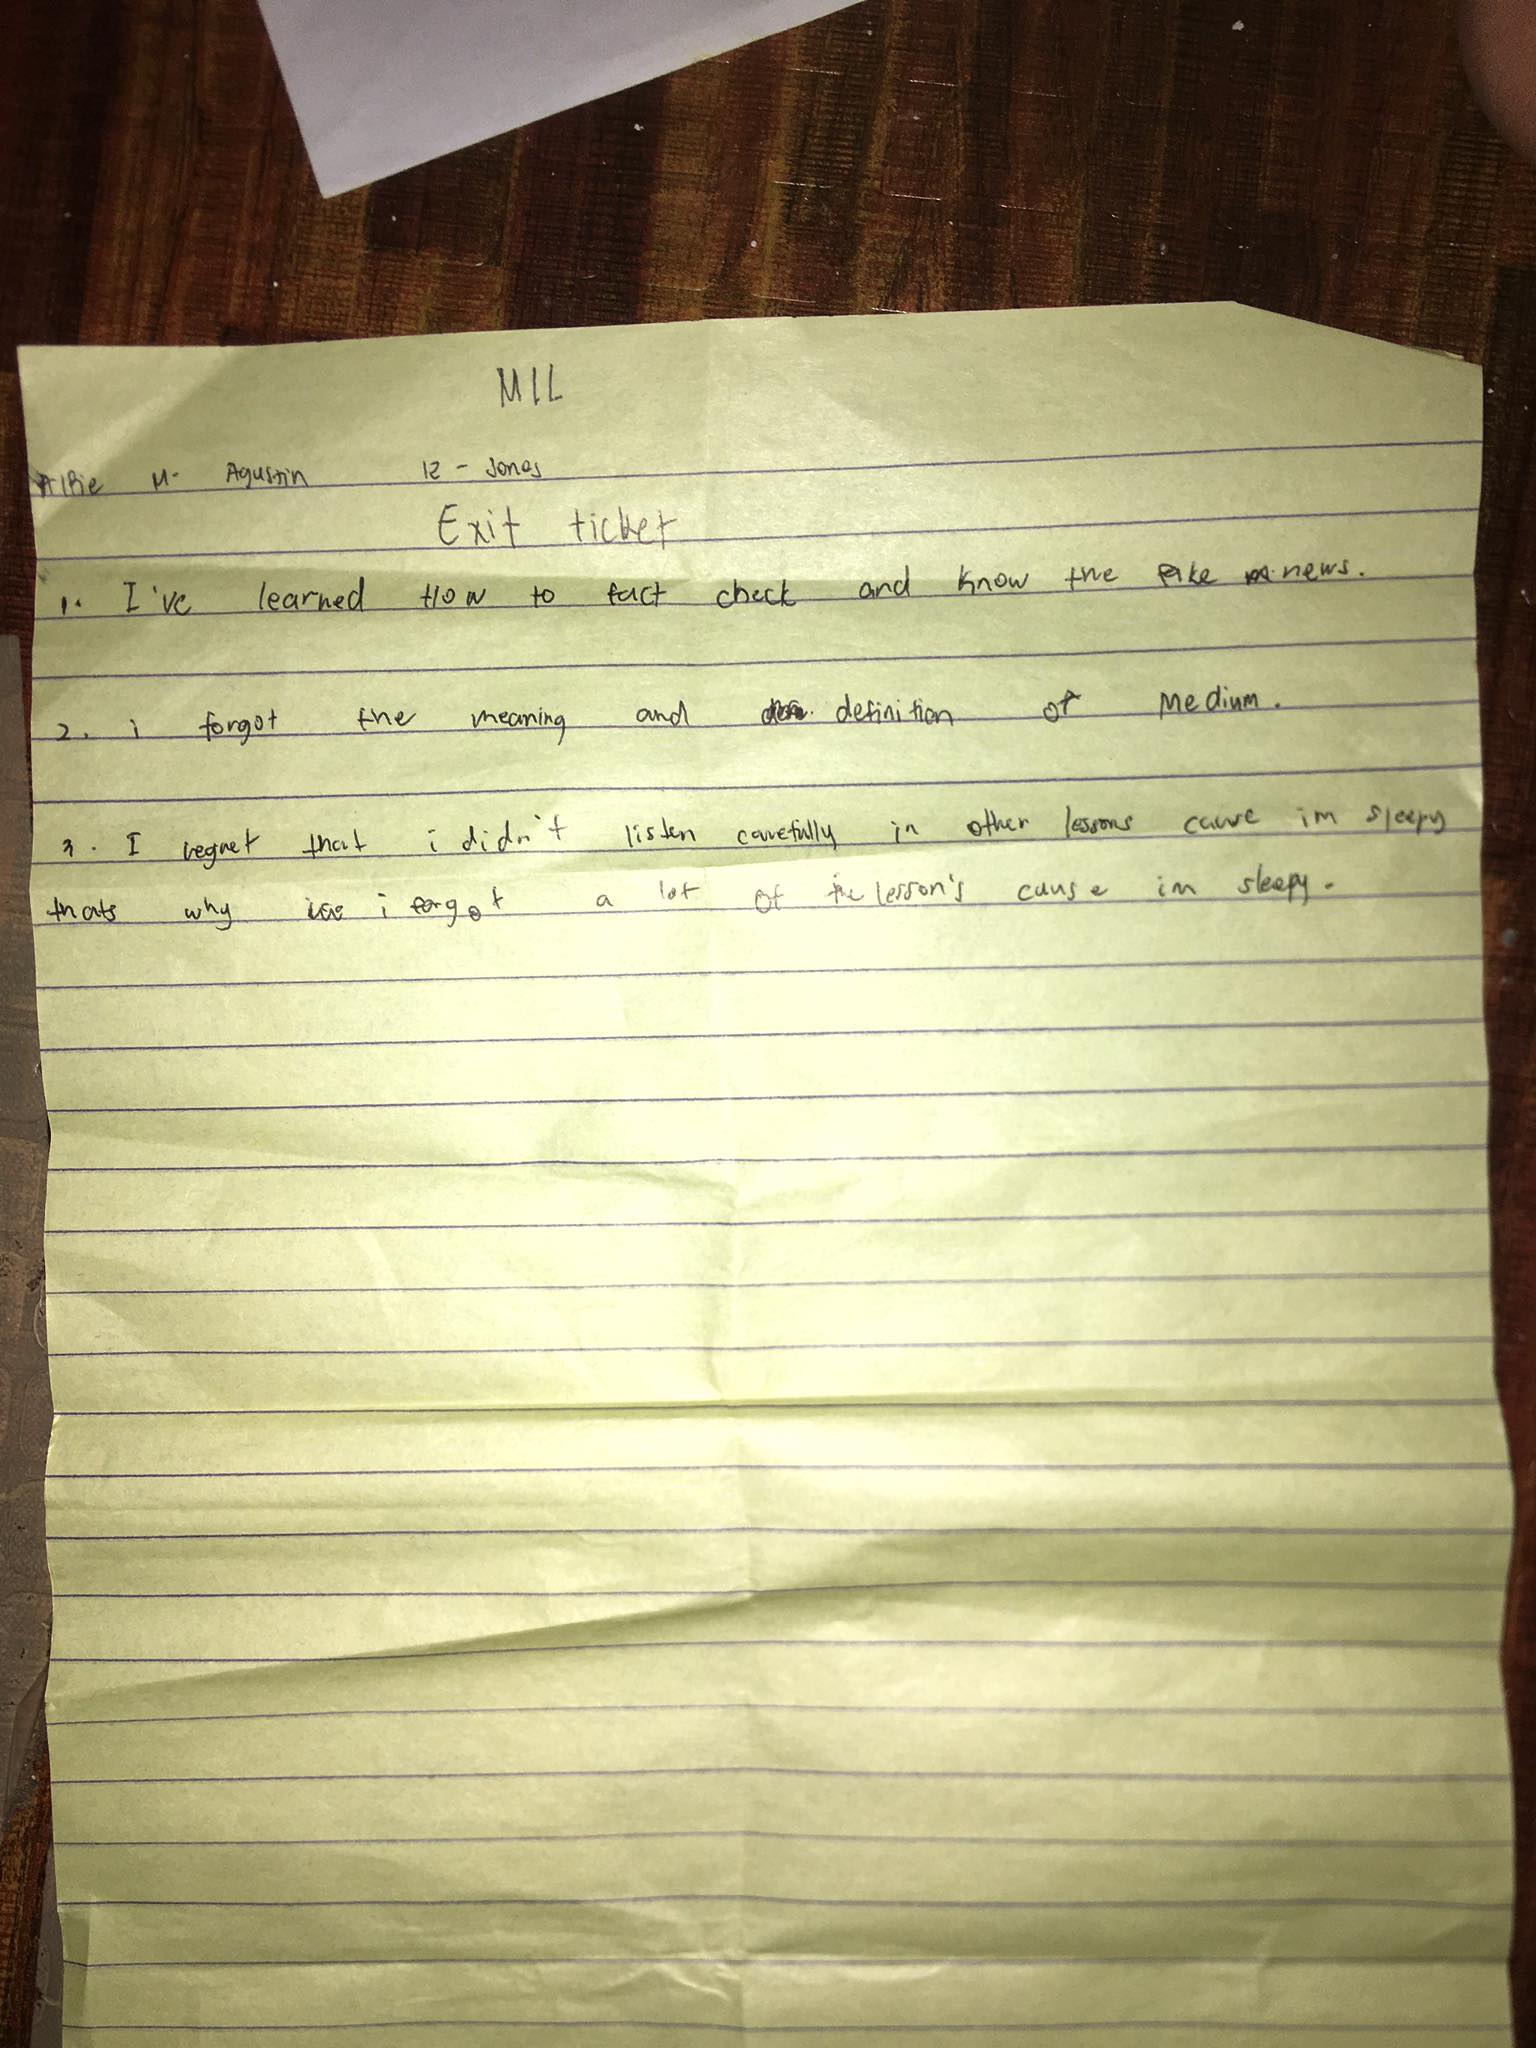 MIL
Alfie M. Agustin 12 - Jones
Exit ticket
1. I've learned How to fact check and know the fake news.
2. i forgot the meaning and definition of Medium.
3. I regret that i didn't listen carefully in other lessons cause im sleepy
thats why i forgot a lot of the lesson's cause im sleepy.